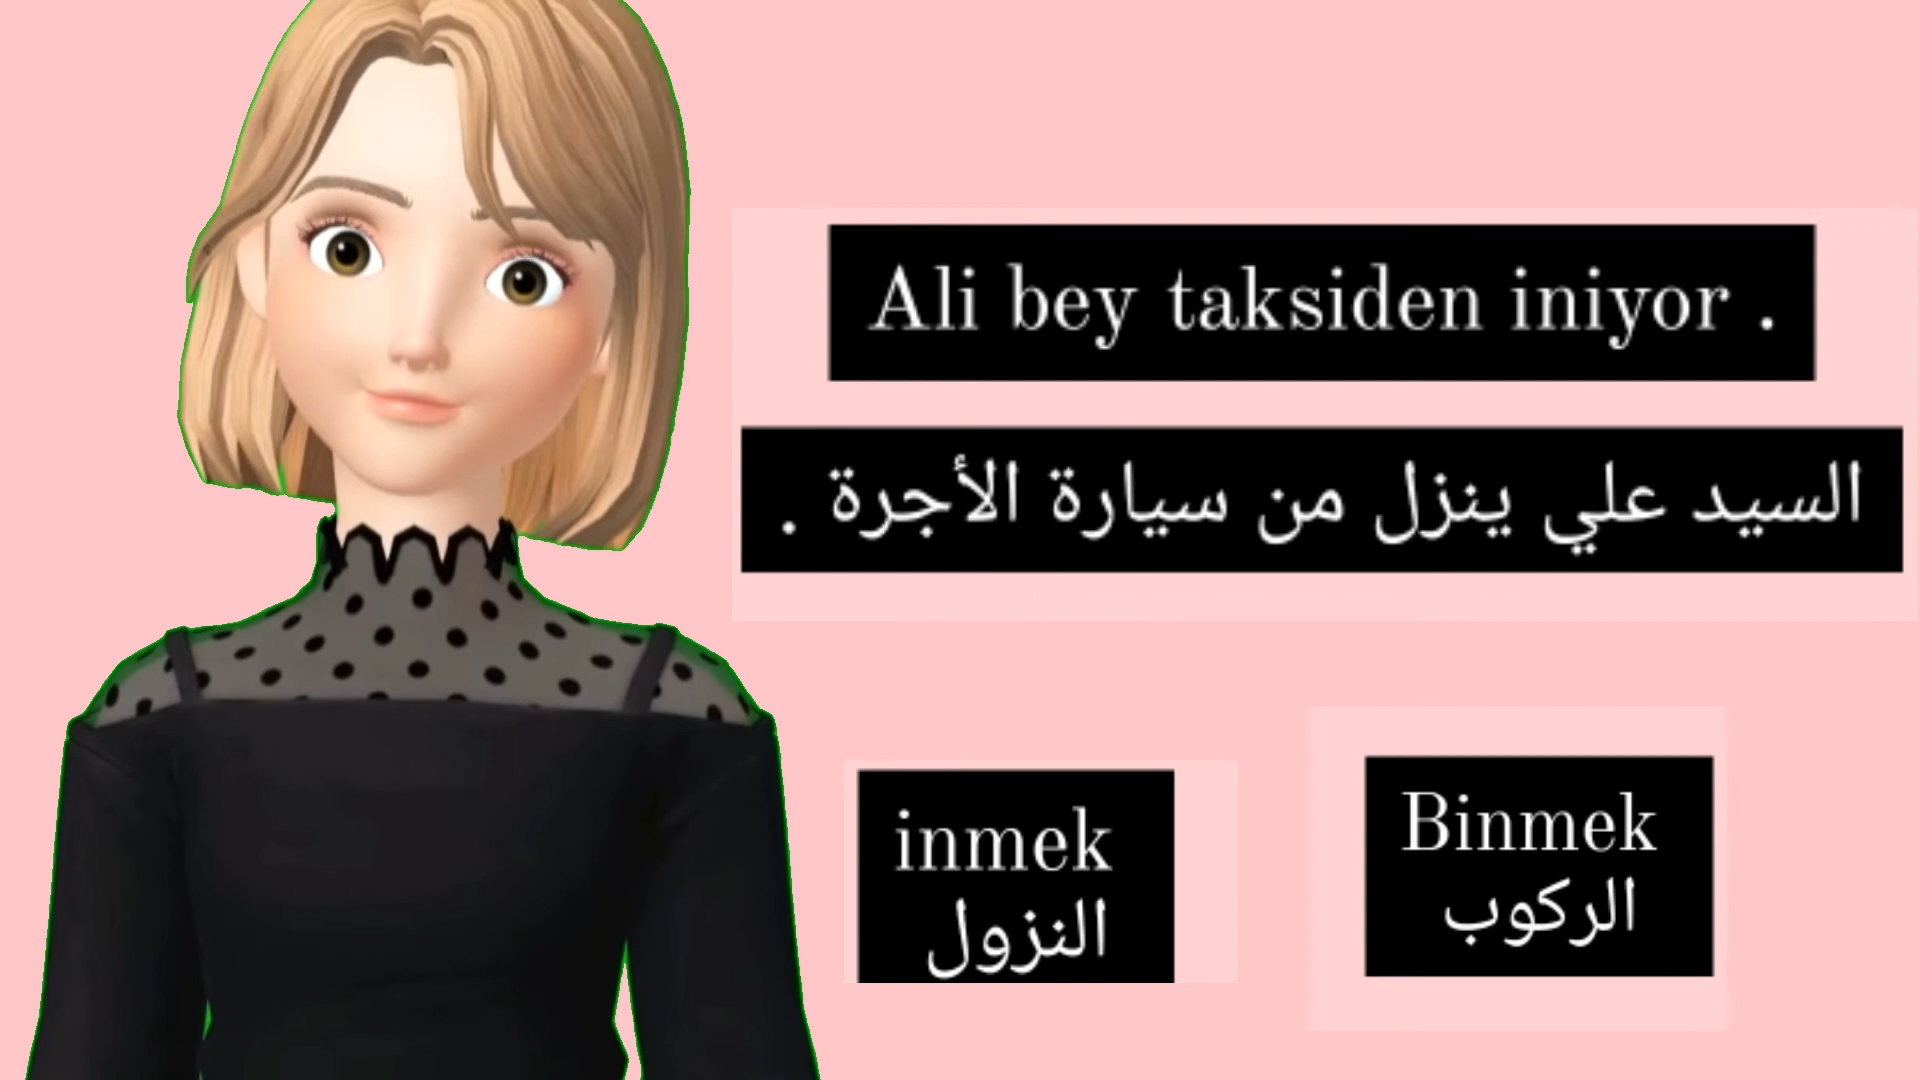 Ali bey taksiden iniyor .
السيد علي ينزل من سيارة الأجرة .
inmek
النزول
Binmek
الركوب